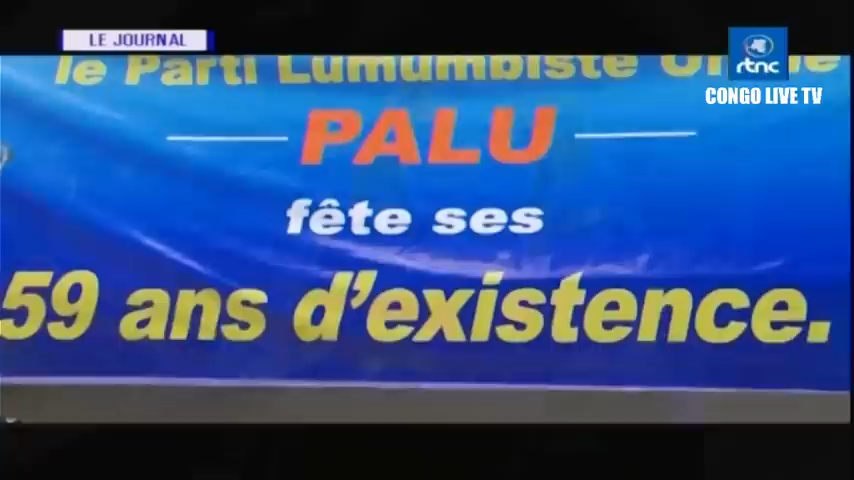 LE JOURNAL
rtnc
CONGO LIVE TV
le Parti Lumumbiste
PALU
fête ses
59 ans d'existence.